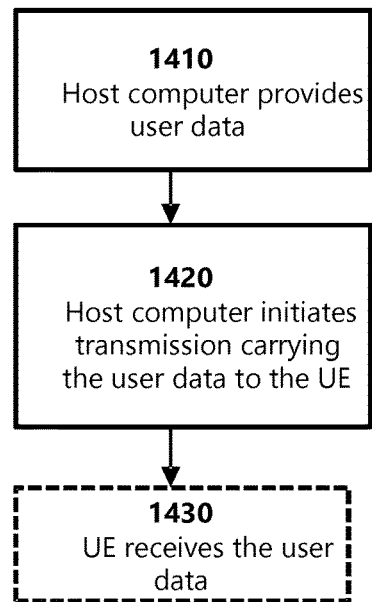 1410
Host computer provides
user data
1420
Host computer initiates
transmission carrying
the user data to the UE
1430
UE receives the user
data